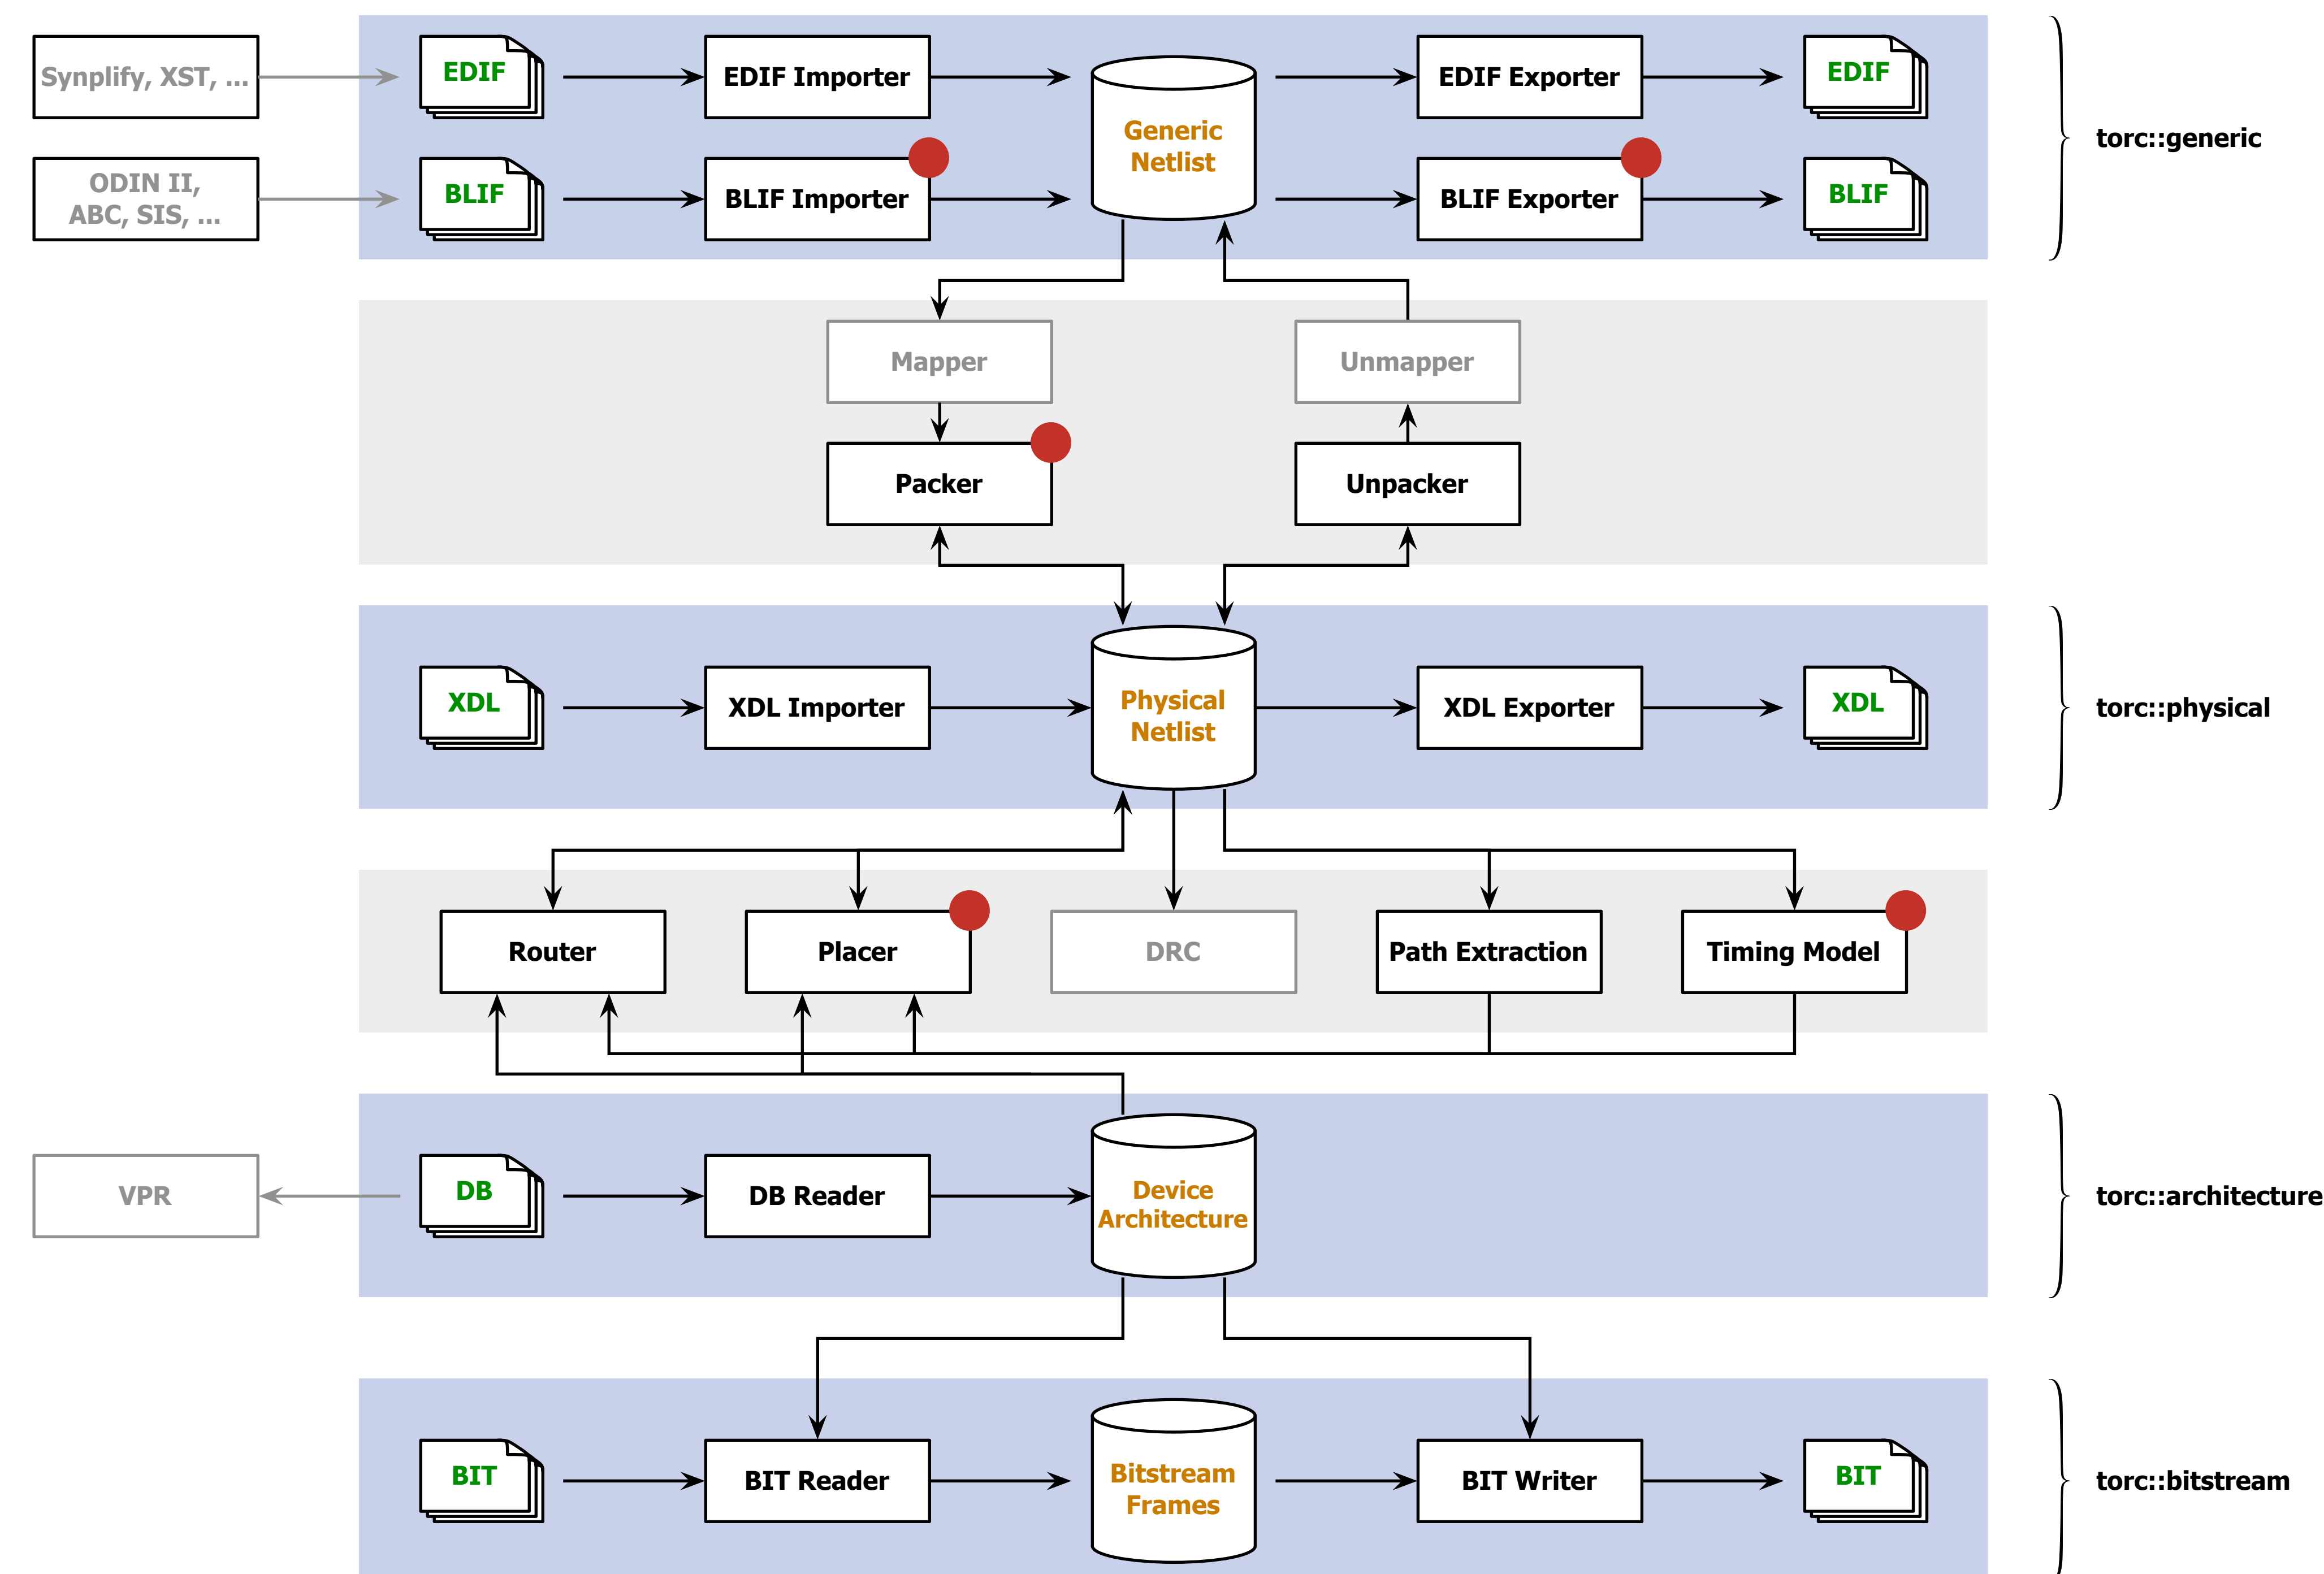 Synplify, XST, ...
EDIF
EDIF Importer
EDIF Exporter
EDIF
Generic
Netlist
torc::generic
ODIN II,
ABC, SIS, ...
BLIF
BLIF Importer
BLIF Exporter
BLIF
Mapper
Unmapper
Packer
Unpacker
XDL
XDL Importer
Physical
Netlist
XDL Exporter
XDL
torc::physical
Router
Placer
DRC
Path Extraction
Timing Model
VPR
DB
DB Reader
Device
Architecture
torc::architecture
BIT
BIT Reader
Bitstream
Frames
BIT Writer
BIT
torc::bitstream